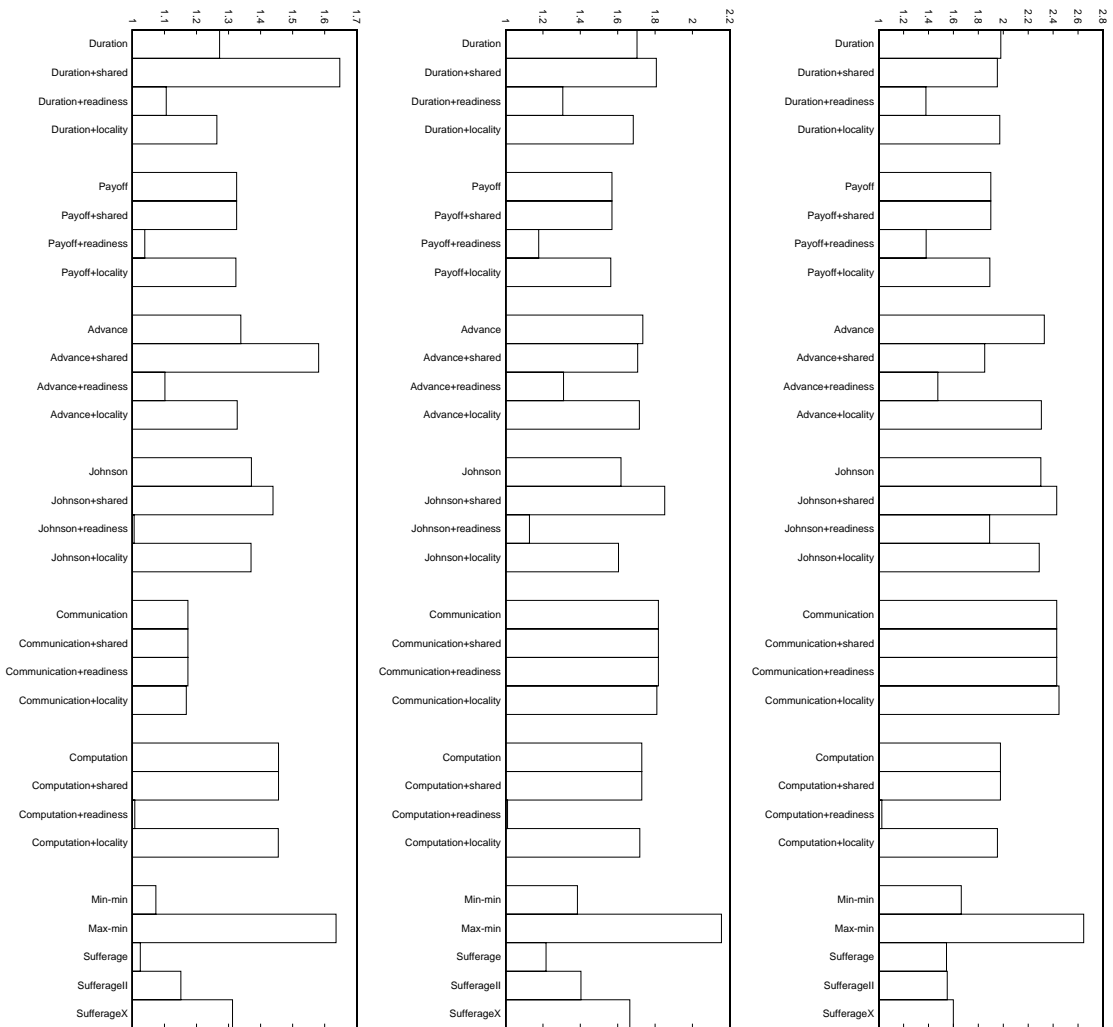 1 1.1 1.2 1.3 1.4 1.5 1.6 1.7
Duration
Duration+shared
Duration+readiness
Duration+locality
Payoff
Payoff+shared
Payoff+readiness
Payoff+locality
Advance
Advance+shared
Advance+readiness
Advance+locality
Johnson
Johnson+shared
Johnson+readiness
Johnson+locality
Communication
Communication+shared
Communication+readiness
Communication+locality
Computation
Computation+shared
Computation+readiness
Computation+locality
Min-min
Max-min
Sufferage
SufferageII
SufferageX
1 1.2 1.4 1.6 1.8 2 2.2
Duration
Duration+shared
Duration+readiness
Duration+locality
Payoff
Payoff+shared
Payoff+readiness
Payoff+locality
Advance
Advance+shared
Advance+readiness
Advance+locality
Johnson
Johnson+shared
Johnson+readiness
Johnson+locality
Communication
Communication+shared
Communication+readiness
Communication+locality
Computation
Computation+shared
Computation+readiness
Computation+locality
Min-min
Max-min
Sufferage
SufferageII
SufferageX
1 1.2 1.4 1.6 1.8 2 2.2 2.4 2.6 2.8
Duration
Duration+shared
Duration+readiness
Duration+locality
Payoff
Payoff+shared
Payoff+readiness
Payoff+locality
Advance
Advance+shared
Advance+readiness
Advance+locality
Johnson
Johnson+shared
Johnson+readiness
Johnson+locality
Communication
Communication+shared
Communication+readiness
Communication+locality
Computation
Computation+shared
Computation+readiness
Computation+locality
Min-min
Max-min
Sufferage
SufferageII
SufferageX